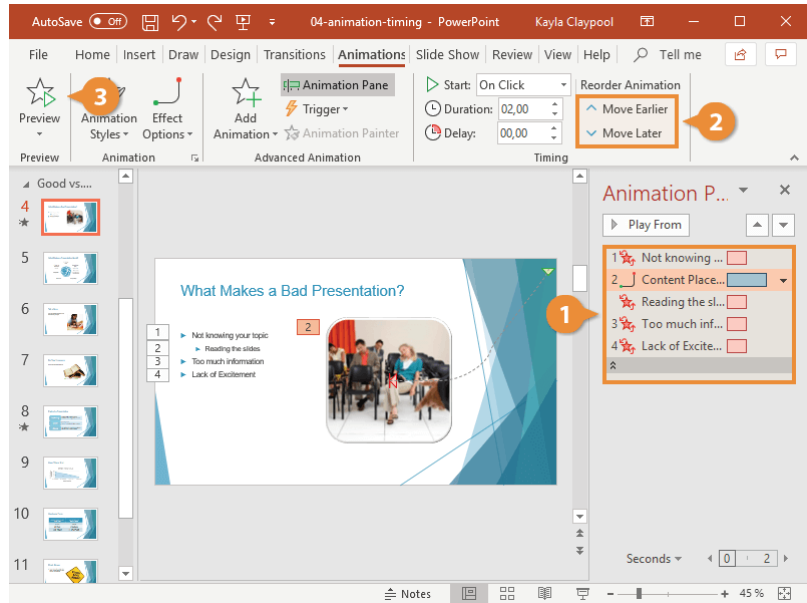 AutoSave Off 04-animation-timing - PowerPoint Kayla Claypool
File Home Insert Draw Design Transitions Animations Slide Show Review View Help Tell me
Preview
Animation Styles
Effect Options
Add Animation
Animation Pane
Trigger
Animation Painter
Start: On Click
Duration: 02,00
Delay: 00,00
Reorder Animation
Move Earlier
Move Later
Preview Animation Advanced Animation Timing
3
2
1
Good vs....
4
5
6
7
8
9
10
11
What Makes a Bad Presentation?
1 Not knowing your topic
2 Reading the slides
3 Too much information
4 Lack of Excitement
2
Animation P...
Play From
1 Not knowing ...
2 Content Place...
Reading the sl...
3 Too much inf...
4 Lack of Excite...
Seconds 0 2
Notes 45 %